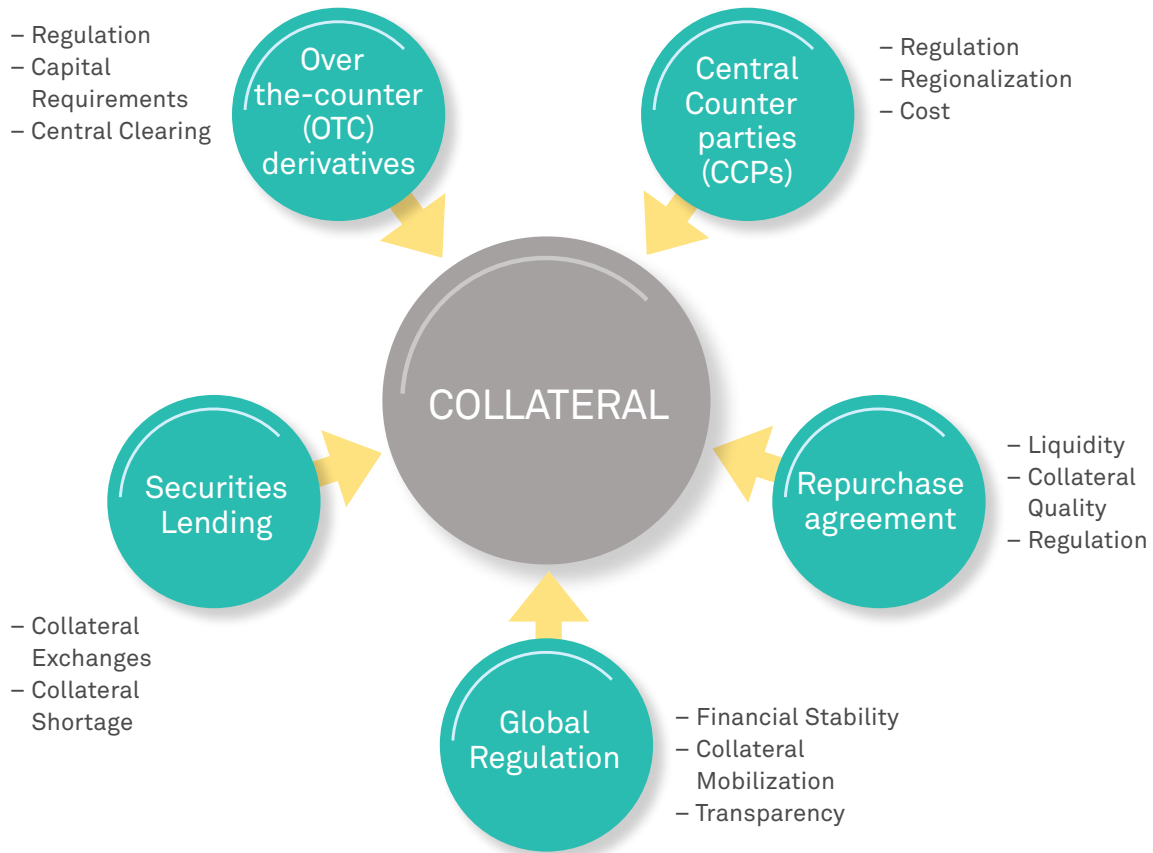 – Regulation
– Capital
Requirements
– Central Clearing
Over
the-counter
(OTC)
derivatives
Central
Counter
parties
(CCPs)
– Regulation
– Regionalization
– Cost
COLLATERAL
Securities
Lending
– Collateral
Exchanges
– Collateral
Shortage
Repurchase
agreement
– Liquidity
– Collateral
Quality
– Regulation
Global
Regulation
– Financial Stability
– Collateral
Mobilization
– Transparency